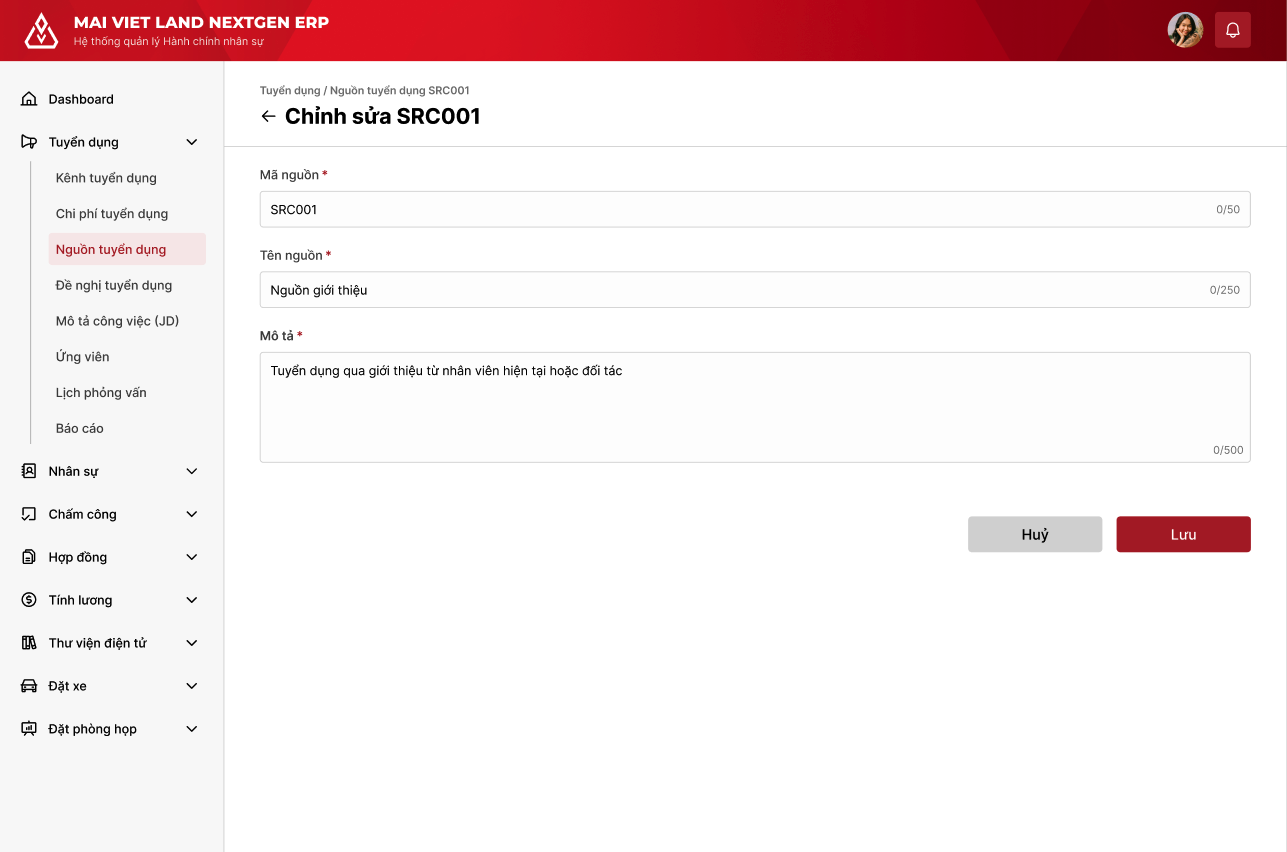 MAI VIET LAND NEXTGEN ERP
Hệ thống quản lý Hành chính nhân sự
Dashboard
Tuyển dụng
Kênh tuyển dụng
Chi phí tuyển dụng
Nguồn tuyển dụng
Đề nghị tuyển dụng
Mô tả công việc (JD)
Ứng viên
Lịch phỏng vấn
Báo cáo
Nhân sự
Chấm công
Hợp đồng
Tính lương
Thư viện điện tử
Đặt xe
Đặt phòng họp
Tuyển dụng / Nguồn tuyển dụng SRC001
Chỉnh sửa SRC001
Mã nguồn *
SRC001 0/50
Tên nguồn *
Nguồn giới thiệu 0/250
Mô tả *
Tuyển dụng qua giới thiệu từ nhân viên hiện tại hoặc đối tác
0/500
Huỷ Lưu